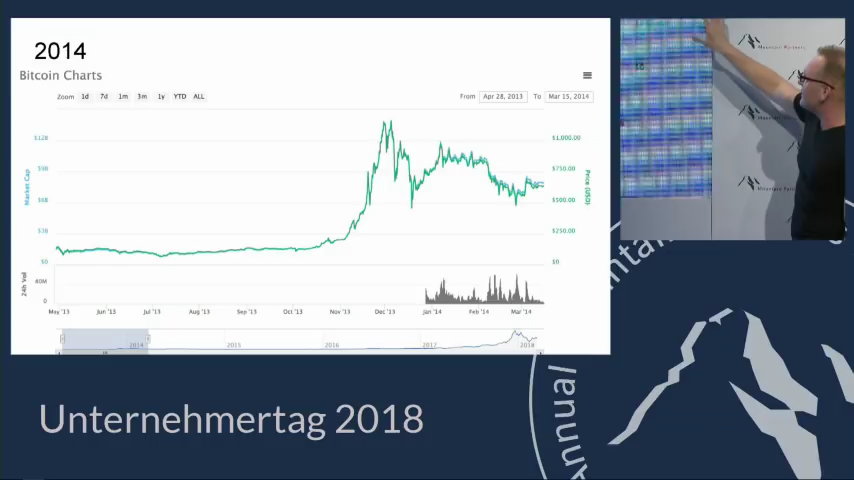 2014
Bitcoin Charts
Zoom 1d 7d 1m 3m 1y YTD ALL
From Apr 28, 2013 To Mar 15, 2014
$12B
$9B
$6B
$3B
$0
Market Cap
$1,000.00
$750.00
$500.00
$250.00
$0
Price (USD)
24h Vol
40M
0
May '13 Jun '13 Jul '13 Aug '13 Sep '13 Oct '13 Nov '13 Dec '13 Jan '14 Feb '14 Mar '14
2014 2015 2016 2017 2018
Mountain Partners
Unternehmertag 2018
Annual